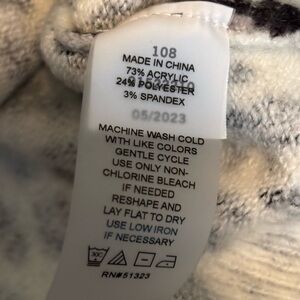 108
MADE IN CHINA
73% ACRYLIC
24% POLYESTER
3% SPANDEX
05/2023
MACHINE WASH COLD
WITH LIKE COLORS
GENTLE CYCLE
USE ONLY NON-
CHLORINE BLEACH
IF NEEDED
RESHAPE AND
LAY FLAT TO DRY
USE LOW IRON
IF NECESSARY
RN#51323